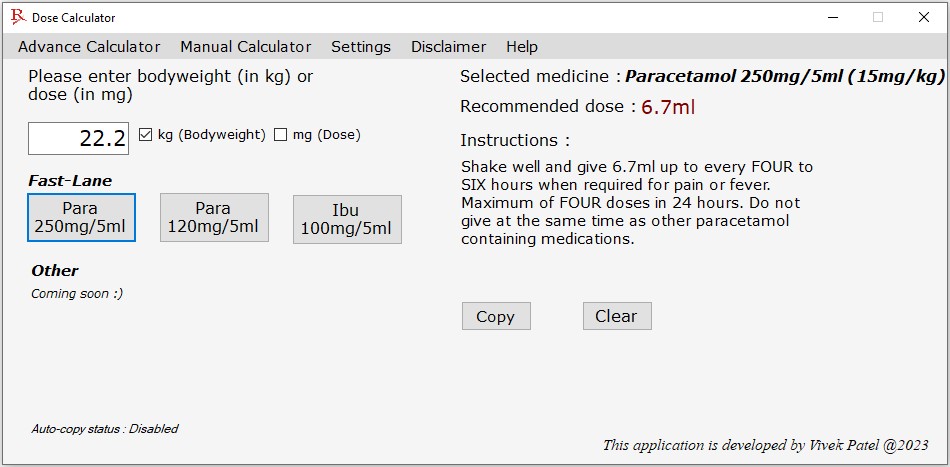 Dose Calculator
Advance Calculator Manual Calculator Settings Disclaimer Help
Please enter bodyweight (in kg) or
dose (in mg)
22.2
kg (Bodyweight)
mg (Dose)
Fast-Lane
Para
250mg/5ml
Para
120mg/5ml
Ibu
100mg/5ml
Other
Coming soon :)
Auto-copy status : Disabled
Selected medicine : Paracetamol 250mg/5ml (15mg/kg)
Recommended dose : 6.7ml
Instructions :
Shake well and give 6.7ml up to every FOUR to
SIX hours when required for pain or fever.
Maximum of FOUR doses in 24 hours. Do not
give at the same time as other paracetamol
containing medications.
Copy
Clear
This application is developed by Vivek Patel @2023